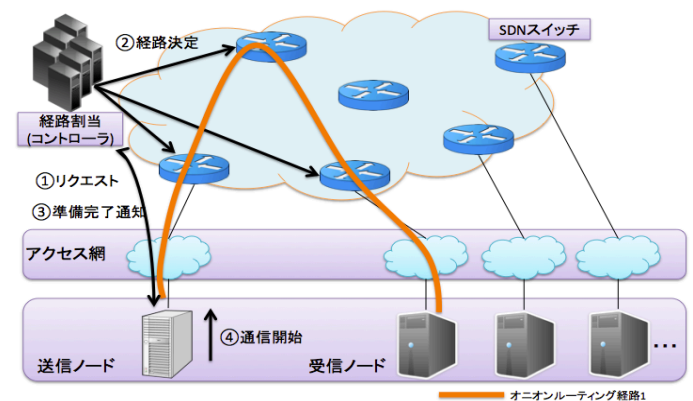 ②経路決定
SDNスイッチ
経路割当
(コントローラ)
①リクエスト
③準備完了通知
アクセス網
④通信開始
送信ノード
受信ノード
•••
オニオンルーティング経路1